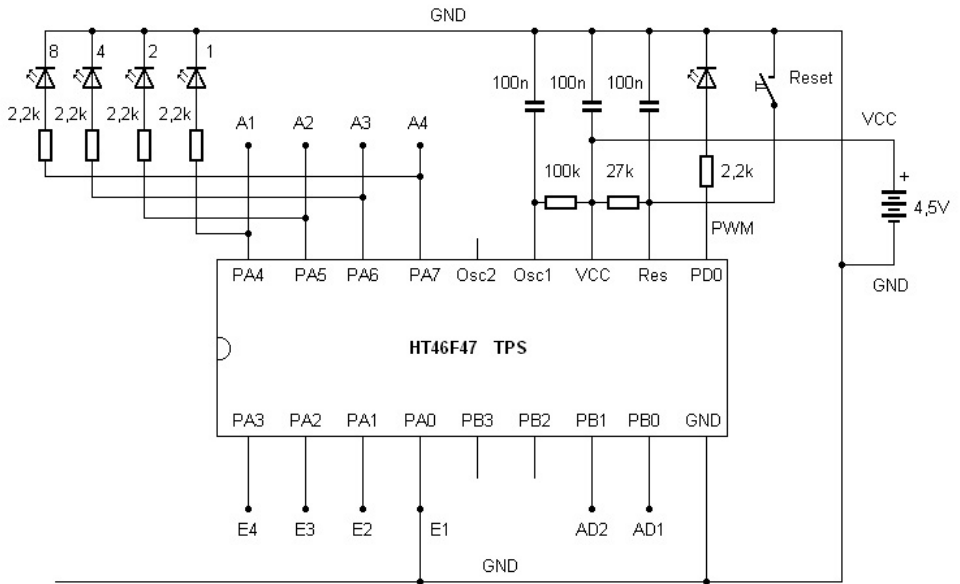 GND
8 4 2 1
100n 100n 100n
Reset
2,2k 2,2k 2,2k 2,2k
A1 A2 A3 A4
VCC
100k 27k 2,2k
+
4,5V
PWM
PA4 PA5 PA6 PA7 Osc2 Osc1 VCC Res PD0
GND
HT46F47 TPS
PA3 PA2 PA1 PA0 PB3 PB2 PB1 PB0 GND
E4 E3 E2 E1 AD2 AD1
GND